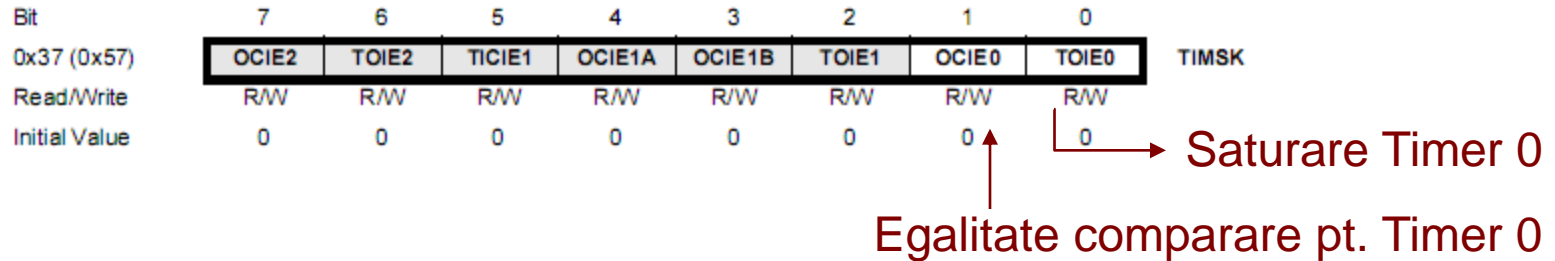 Bit 7 6 5 4 3 2 1 0
0x37 (0x57) OCIE2 TOIE2 TICIE1 OCIE1A OCIE1B TOIE1 OCIE0 TOIE0 TIMSK
Read/Write R/W R/W R/W R/W R/W R/W R/W R/W
Initial Value 0 0 0 0 0 0 0 0
Saturare Timer 0
Egalitate comparare pt. Timer 0